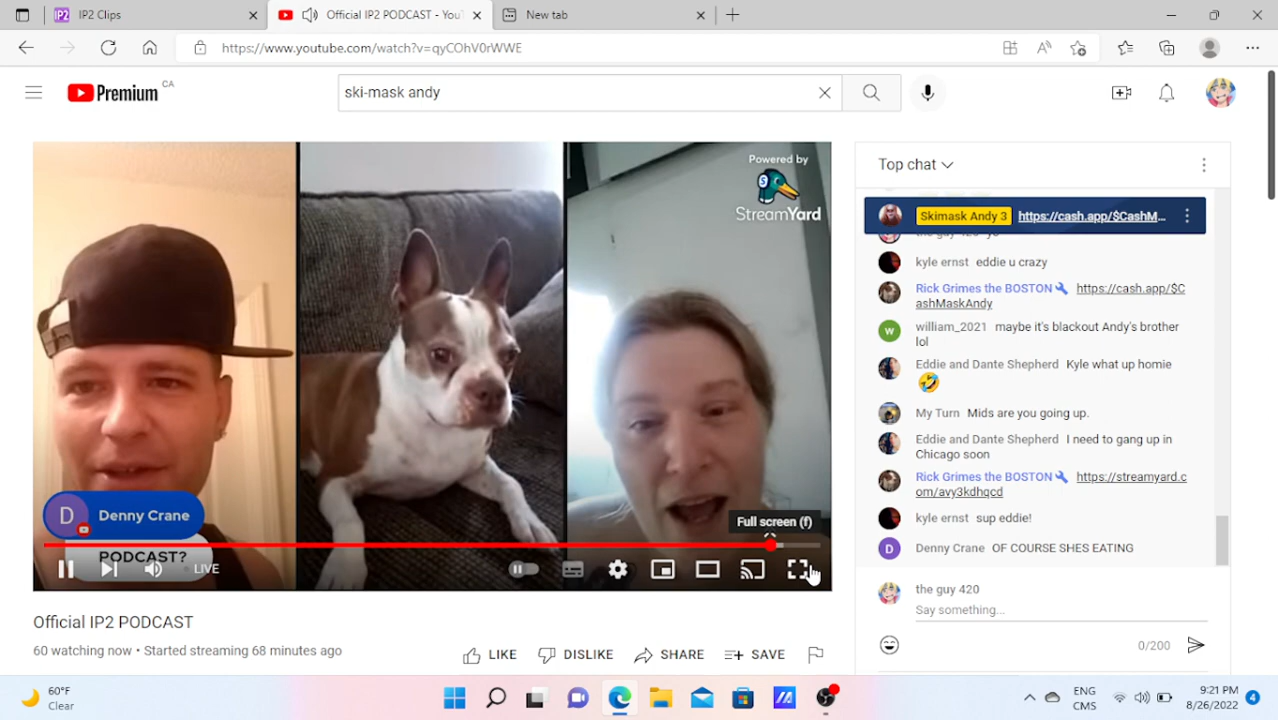 IP2 IP2 Clips
Official IP2 PODCAST - YouT
New tab
https://www.youtube.com/watch?v=qyCOhV0rWWE
Premium CA
ski-mask andy
Powered by
StreamYard
D Denny Crane
PODCAST?
Full screen (f)
LIVE
Official IP2 PODCAST
60 watching now • Started streaming 68 minutes ago
LIKE
DISLIKE
SHARE
SAVE
Top chat
Skimask Andy 3 https://cash.app/$CashM...
kyle ernst eddie u crazy
Rick Grimes the BOSTON https://cash.app/$C
ashMaskAndy
w william_2021 maybe it's blackout Andy's brother
lol
Eddie and Dante Shepherd Kyle what up homie
My Turn Mids are you going up.
Eddie and Dante Shepherd I need to gang up in
Chicago soon
Rick Grimes the BOSTON https://streamyard.c
om/avy3kdhqcd
kyle ernst sup eddie!
D Denny Crane OF COURSE SHES EATING
the guy 420
Say something...
0/200
60°F
Clear
ENG
CMS
9:21 PM
8/26/2022
4